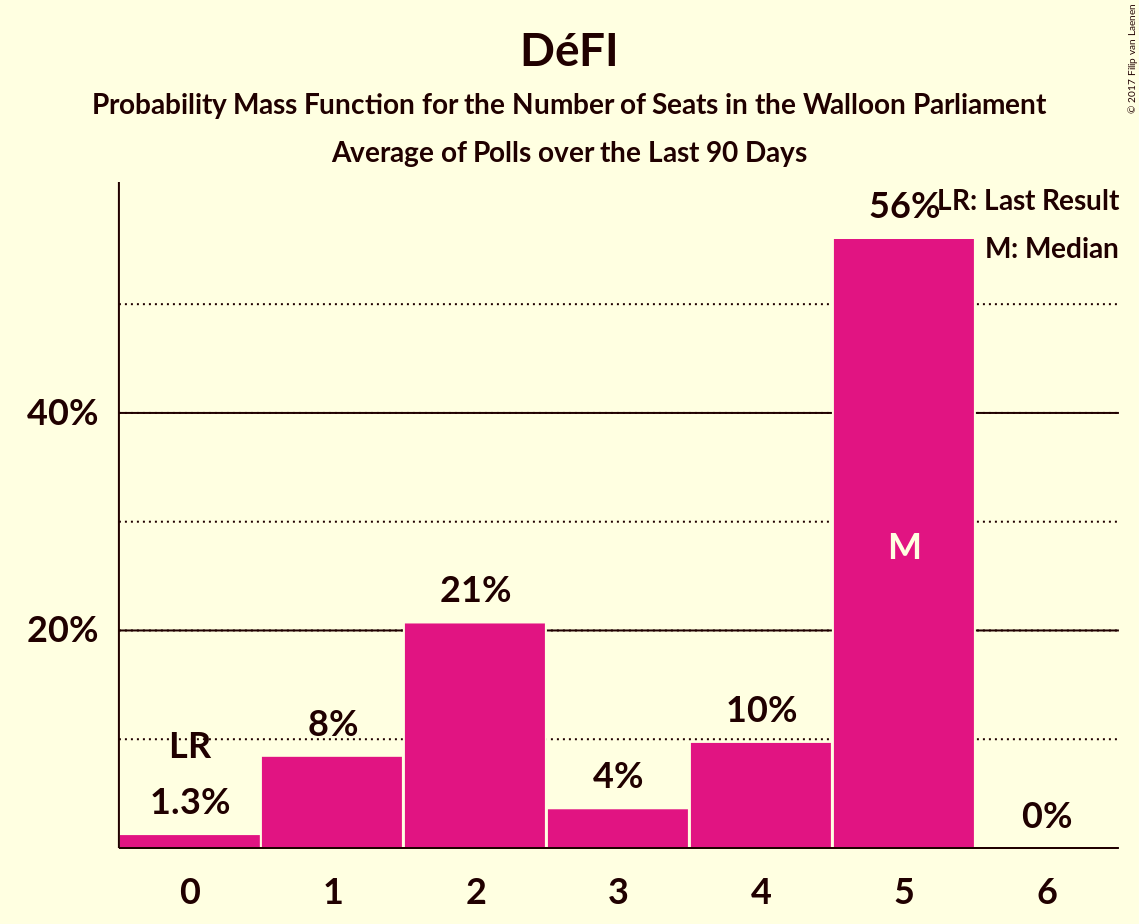 DéFI
Probability Mass Function for the Number of Seats in the Walloon Parliament
Average of Polls over the Last 90 Days
© 2017 Filip van Laenen
LR: Last Result
M: Median
56%
40%
M
21%
20%
10%
8%
LR
4%
1.3%
0%
0 1 2 3 4 5 6